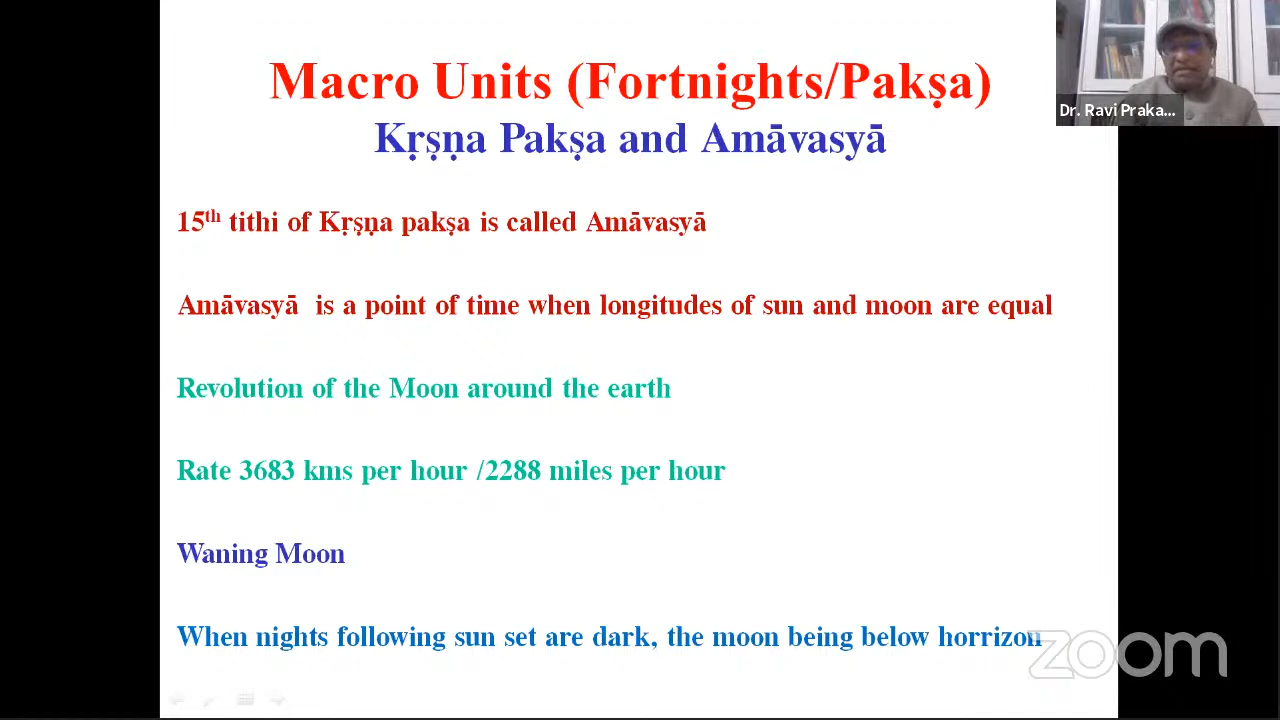 Macro Units (Fortnights/Pakṣa)
Kṛṣṇa Pakṣa and Amāvasyā
Dr. Ravi Praka...
15th tithi of Kṛṣṇa pakṣa is called Amāvasyā
Amāvasyā is a point of time when longitudes of sun and moon are equal
Revolution of the Moon around the earth
Rate 3683 kms per hour /2288 miles per hour
Waning Moon
When nights following sun set are dark, the moon being below horrizon
zoom